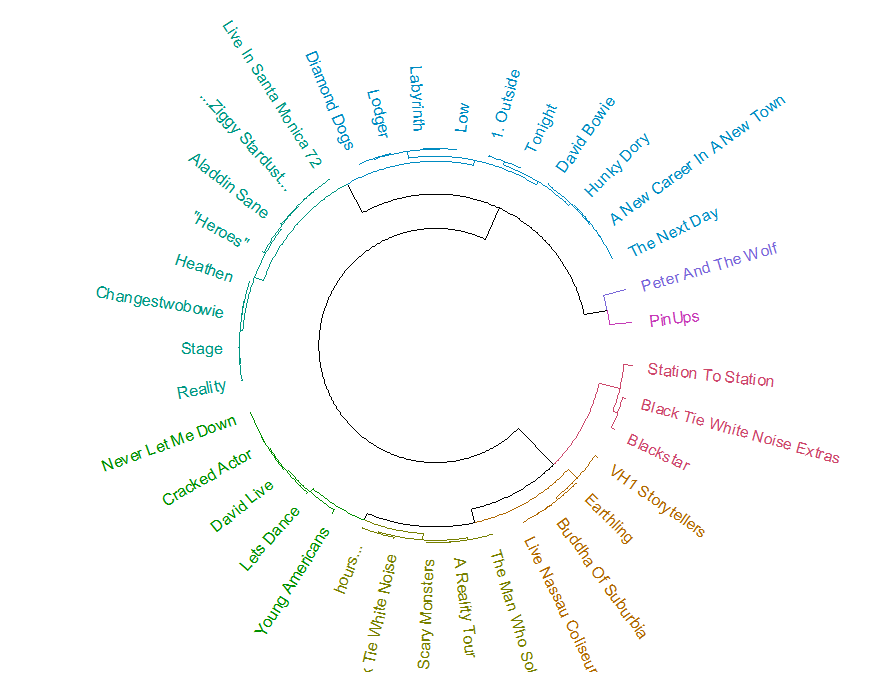 Live In Santa Monica 72
Diamond Dogs
Lodger
Labyrinth
Low
1. Outside
Tonight
David Bowie
Hunky Dory
A New Career In A New Town
The Next Day
Peter And The Wolf
PinUps
Station To Station
Black Tie White Noise Extras
Blackstar
VH1 Storytellers
Earthling
Buddha Of Suburbia
Live Nassau
The Man Who
A Reality Tour
Scary Monsters
Tie White Noise
hours...
Young Americans
Lets Dance
David Live
Cracked Actor
Never Let Me Down
Reality
Stage
Changestwobowie
Heathen
"Heroes"
Aladdin Sane
...Ziggy Stardust...